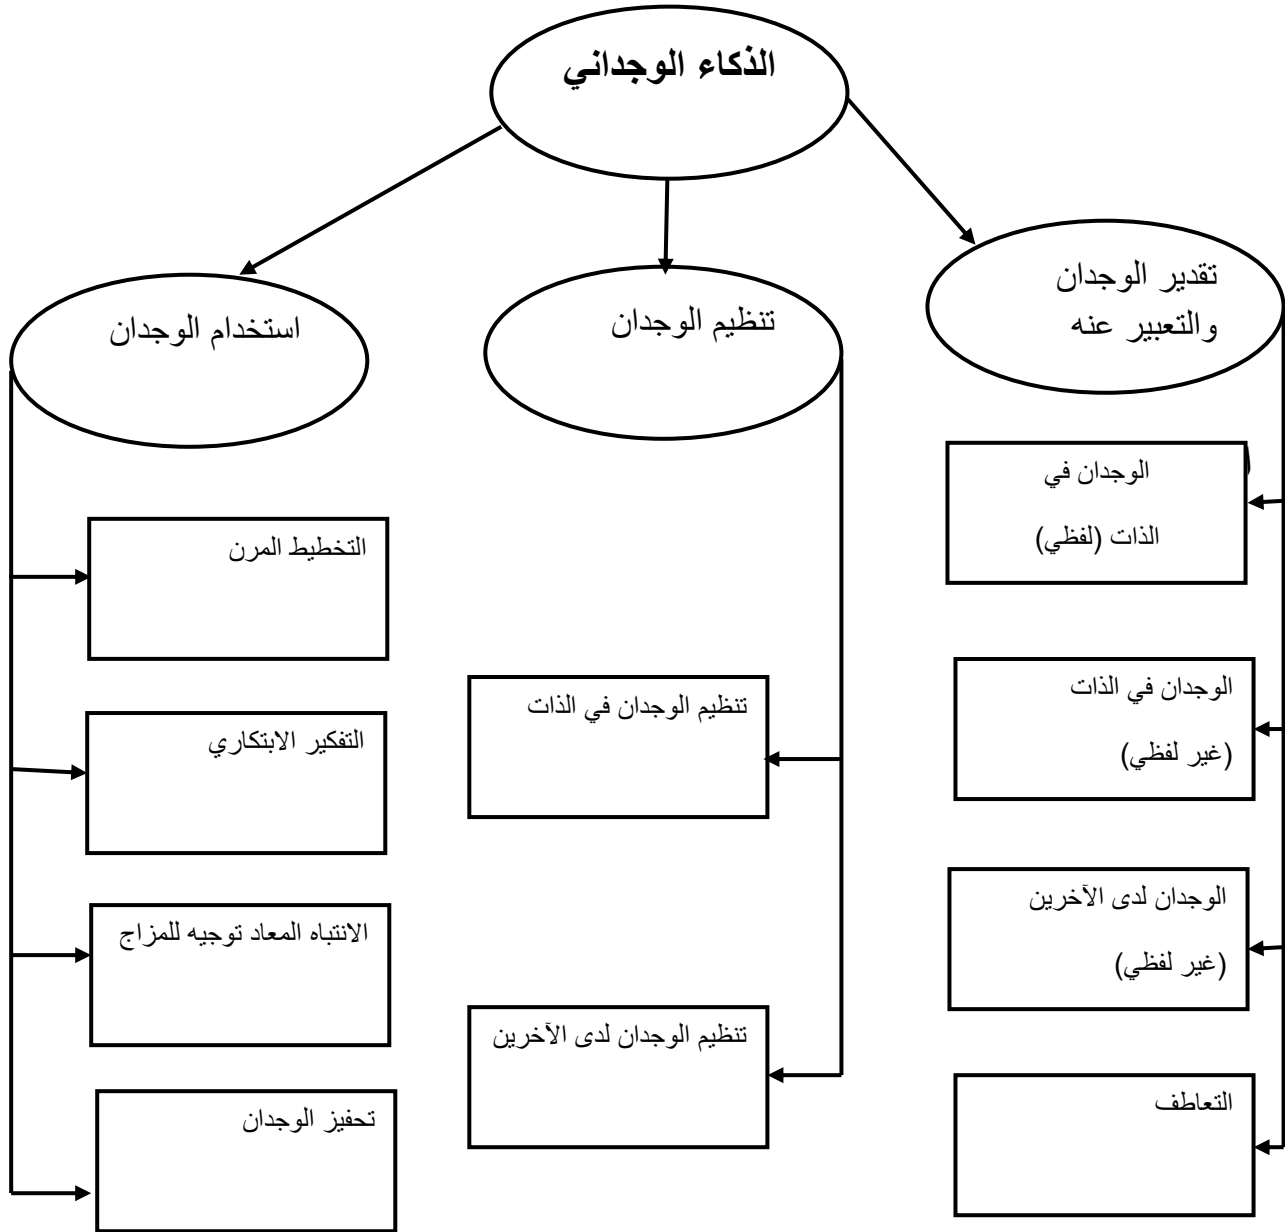 الذكاء الوجداني
تقدير الوجدان
والتعبير عنه
تنظيم الوجدان
استخدام الوجدان
الوجدان في
الذات (لفظي)
الوجدان في الذات
(غير لفظي)
الوجدان لدى الآخرين
(غير لفظي)
التعاطف
تنظيم الوجدان في الذات
تنظيم الوجدان لدى الآخرين
التخطيط المرن
التفكير الابتكاري
الانتباه المعاد توجيه للمزاج
تحفيز الوجدان